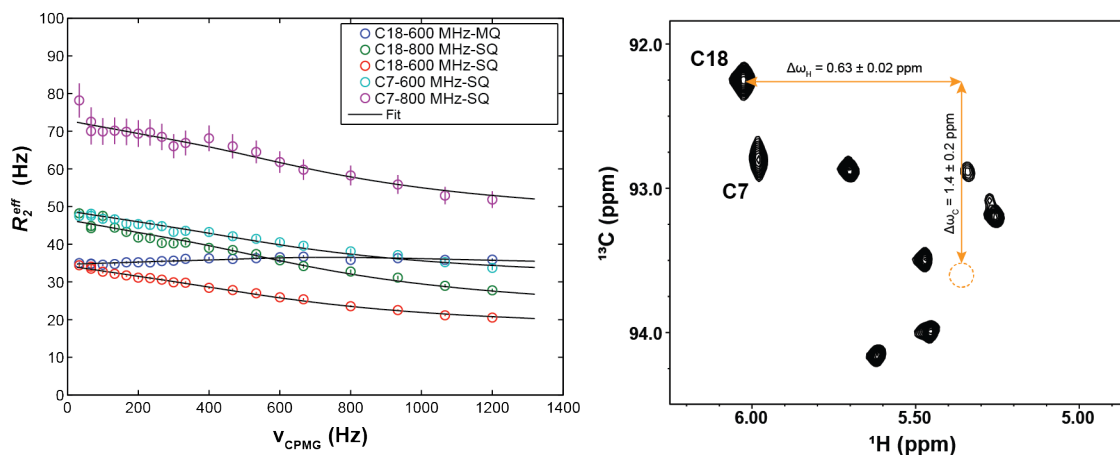 100
90
80
70
60
50
40
30
20
10
0
0
200
400
600
800
1000
1200
1400
R₂ᵉᶠᶠ (Hz)
νCPMG (Hz)
C18-600 MHz-MQ
C18-800 MHz-SQ
C18-600 MHz-SQ
C7-600 MHz-SQ
C7-800 MHz-SQ
Fit
92.0
93.0
94.0
¹³C (ppm)
C18
Δω_H = 0.63 ± 0.02 ppm
C7
Δω_C = 1.4 ± 0.2 ppm
6.00
5.50
5.00
¹H (ppm)